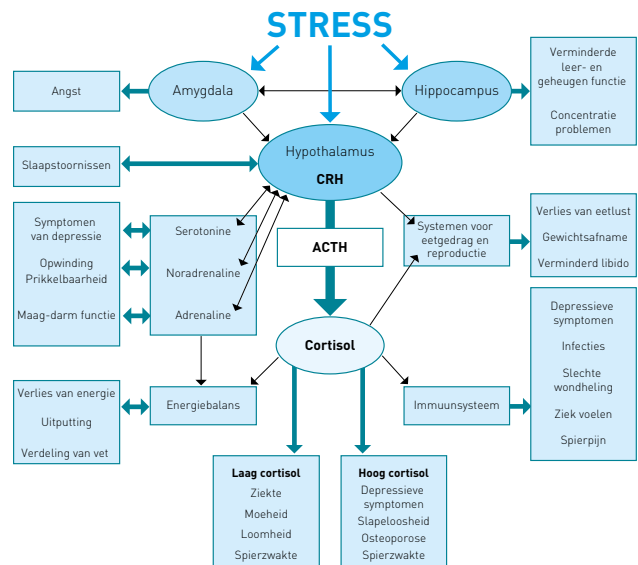 STRESS
Angst
Amygdala
Hippocampus
Verminderde
leer- en
geheugen functie
Concentratie
problemen
Slaapstoornissen
Hypothalamus
CRH
Symptomen
van depressie
Opwinding
Prikkelbaarheid
Maag-darm functie
Serotonine
Noradrenaline
Adrenaline
ACTH
Systemen voor
eetgedrag en
reproductie
Verlies van eetlust
Gewichtsafname
Verminderd libido
Cortisol
Verlies van energie
Uitputting
Verdeling van vet
Energiebalans
Immuunsysteem
Depressieve
symptomen
Infecties
Slechte
wondheling
Ziek voelen
Spierpijn
Laag cortisol
Ziekte
Moeheid
Loomheid
Spierzwakte
Hoog cortisol
Depressieve
symptomen
Slapeloosheid
Osteoporose
Spierzwakte